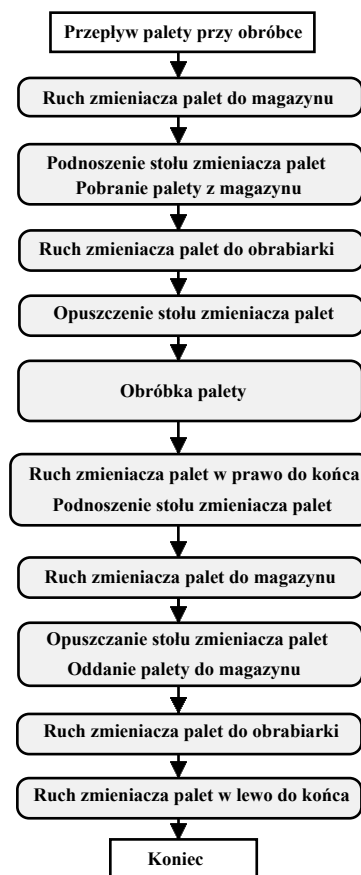 Przepływ palety przy obróbce
Ruch zmieniacza palet do magazynu
Podnoszenie stołu zmieniacza palet
Pobranie palety z magazynu
Ruch zmieniacza palet do obrabiarki
Opuszczenie stołu zmieniacza palet
Obróbka palety
Ruch zmieniacza palet w prawo do końca
Podnoszenie stołu zmieniacza palet
Ruch zmieniacza palet do magazynu
Opuszczanie stołu zmieniacza palet
Oddanie palety do magazynu
Ruch zmieniacza palet do obrabiarki
Ruch zmieniacza palet w lewo do końca
Koniec